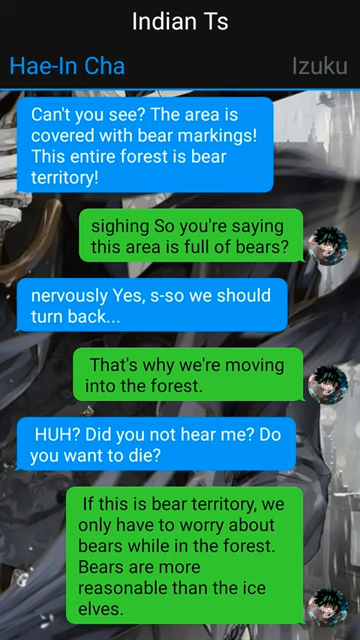 Indian Ts
Hae-In Cha
Izuku
Can't you see? The area is
covered with bear markings!
This entire forest is bear
territory!
sighing So you're saying
this area is full of bears?
nervously Yes, s-so we should
turn back...
That's why we're moving
into the forest.
HUH? Did you not hear me? Do
you want to die?
If this is bear territory, we
only have to worry about
bears while in the forest.
Bears are more
reasonable than the ice
elves.